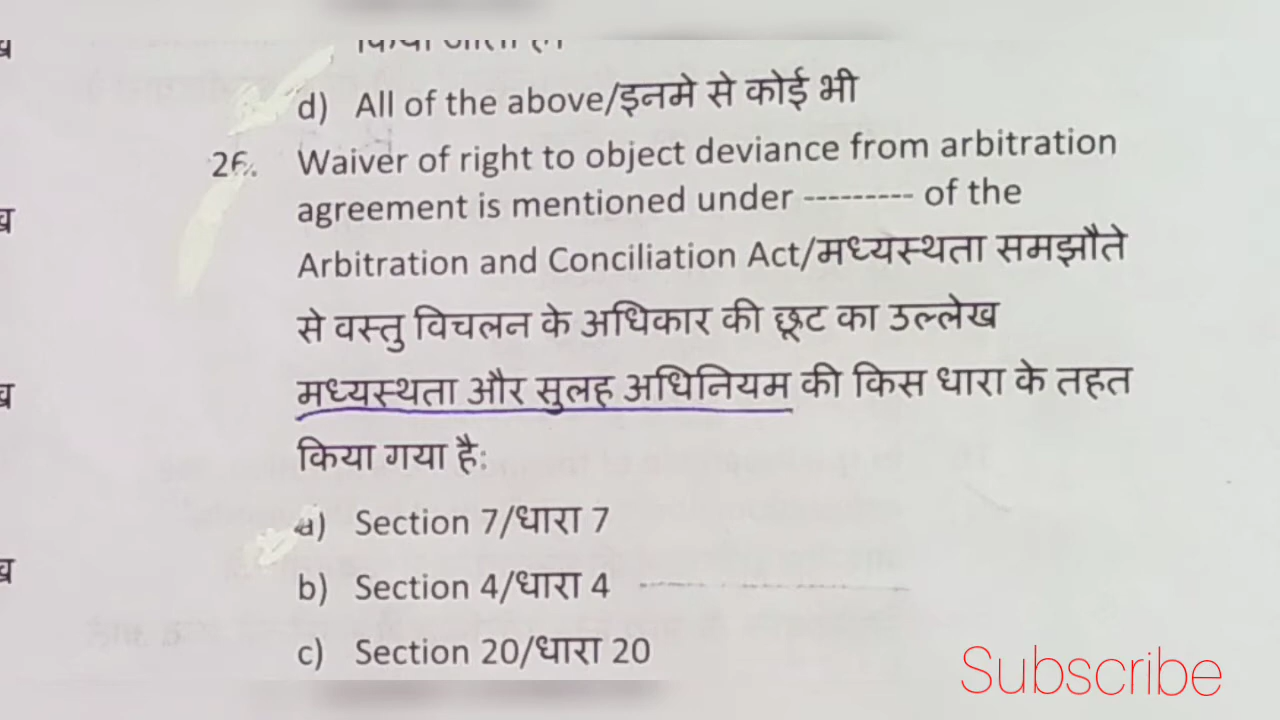 d) All of the above/इनमे से कोई भी
26. Waiver of right to object deviance from arbitration
agreement is mentioned under --------- of the
Arbitration and Conciliation Act/मध्यस्थता समझौते
से वस्तु विचलन के अधिकार की छूट का उल्लेख
मध्यस्थता और सुलह अधिनियम की किस धारा के तहत
किया गया है:
a) Section 7/धारा 7
b) Section 4/धारा 4
c) Section 20/धारा 20
Subscribe